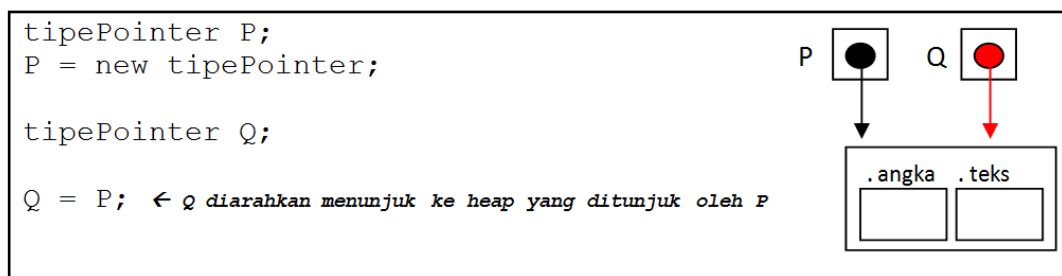 tipePointer P;
P = new tipePointer;
tipePointer Q;
Q = P; ← Q diarahkan menunjuk ke heap yang ditunjuk oleh P
P Q
.angka .teks